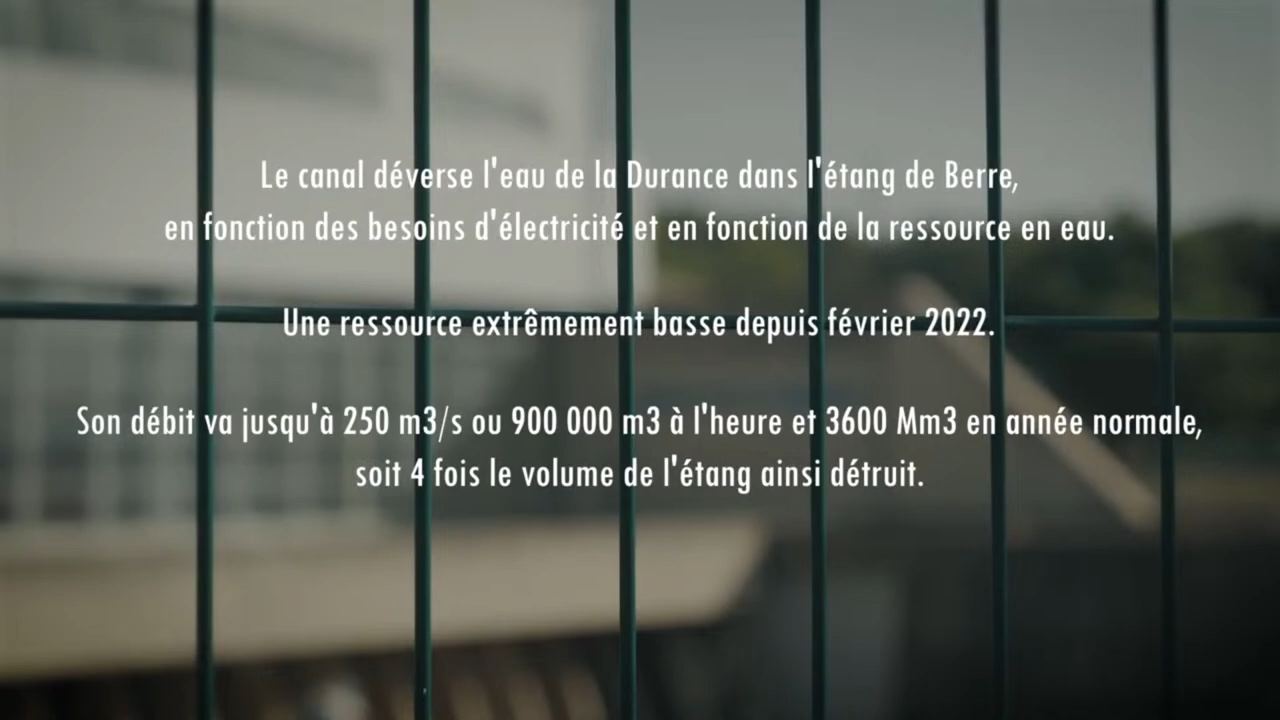 Le canal déverse l'eau de la Durance dans l'étang de Berre,
en fonction des besoins d'électricité et en fonction de la ressource en eau.
Une ressource extrêmement basse depuis février 2022.
Son débit va jusqu'à 250 m3/s ou 900 000 m3 à l'heure et 3600 Mm3 en année normale,
soit 4 fois le volume de l'étang ainsi détruit.